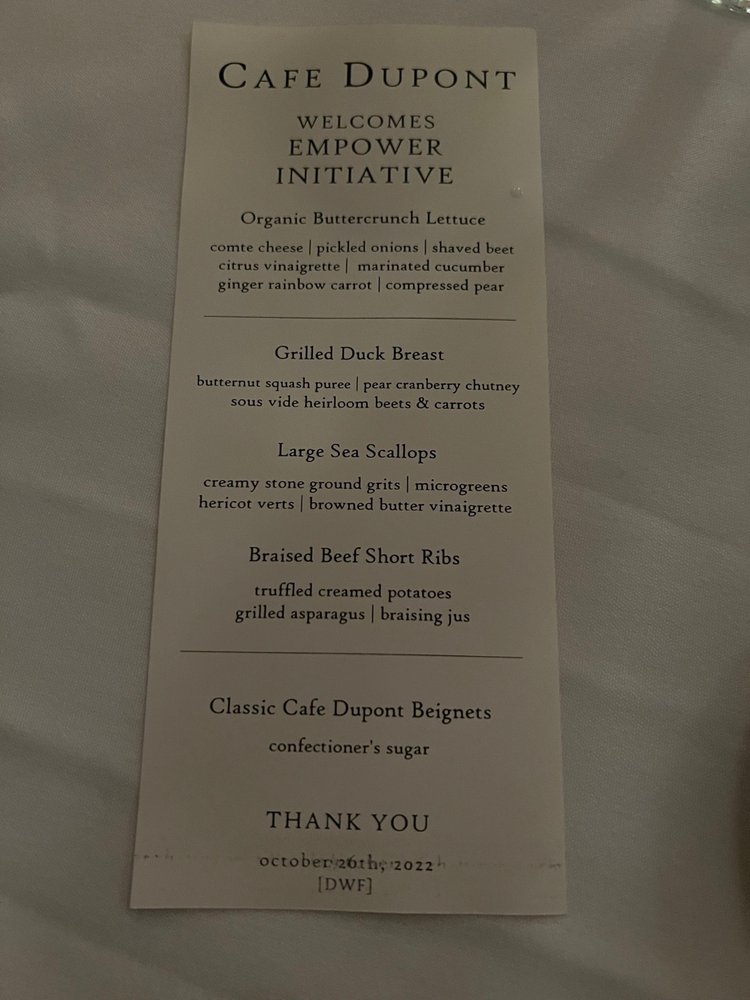 CAFE DUPONT
WELCOMES
EMPOWER
INITIATIVE
Organic Buttercrunch Lettuce
comte cheese | pickled onions | shaved beet
citrus vinaigrette | marinated cucumber
ginger rainbow carrot | compressed pear
Grilled Duck Breast
butternut squash puree | pear cranberry chutney
sous vide heirloom beets & carrots
Large Sea Scallops
creamy stone ground grits | microgreens
hericot verts | browned butter vinaigrette
Braised Beef Short Ribs
truffled creamed potatoes
grilled asparagus | braising jus
Classic Cafe Dupont Beignets
confectioner's sugar
THANK YOU
october 26th, 2022
[DWF]